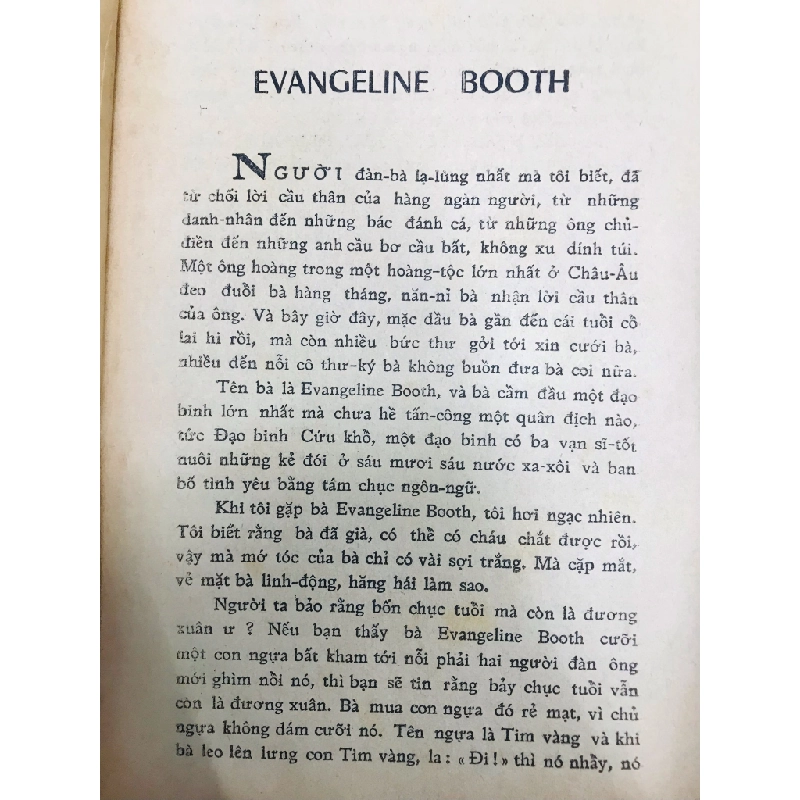 EVANGELINE BOOTH
NGƯỜI đàn-bà lạ-lùng nhất mà tôi biết, đã
từ chối lời cầu thân của hàng ngàn người, từ những
danh-nhân đến những bác đánh cá, từ những ông chủ-
điền đến những anh cầu bơ cầu bất, không xu dính túi.
Một ông hoàng trong một hoàng-tộc lớn nhất ở Châu-Âu
đeo đuổi bà hàng tháng, năn-nỉ bà nhận lời cầu thân
của ông. Và bây giờ đây, mặc dầu bà gần đến cái tuổi cổ
lai hi rồi, mà còn nhiều bức thư gởi tới xin cưới bà,
nhiều đến nỗi cô thư-ký bà không buồn đưa bà coi nữa.
Tên bà là Evangeline Booth, và bà cầm đầu một đạo
binh lớn nhất mà chưa hề tấn-công một quân địch nào,
tức Đạo binh Cứu khổ, một đạo binh có ba vạn sĩ-tốt
nuôi những kẻ đói ở sáu mươi sáu nước xa-xôi và ban
bố tình yêu bằng tám chục ngôn-ngữ.
Khi tôi gặp bà Evangeline Booth, tôi hơi ngạc nhiên.
Tôi biết rằng bà đã già, có thể có cháu chắt được rồi,
vậy mà mớ tóc của bà chỉ có vài sợi trắng. Mà cặp mắt,
vẻ mặt bà linh-động, hăng hái làm sao.
Người ta bảo rằng bốn chục tuổi mà còn là đương
xuân ư ? Nếu bạn thấy bà Evangeline Booth cưỡi
một con ngựa bất kham tới nỗi phải hai người đàn ông
mới ghìm nổi nó, thì bạn sẽ tin rằng bảy chục tuổi vẫn
còn là đương xuân. Bà mua con ngựa đó rẻ mạt, vì chủ
ngựa không dám cưỡi nó. Tên ngựa là Tim vàng và khi
bà leo lên lưng con Tim vàng, la: « Đi ! » thì nó nhảy, nó